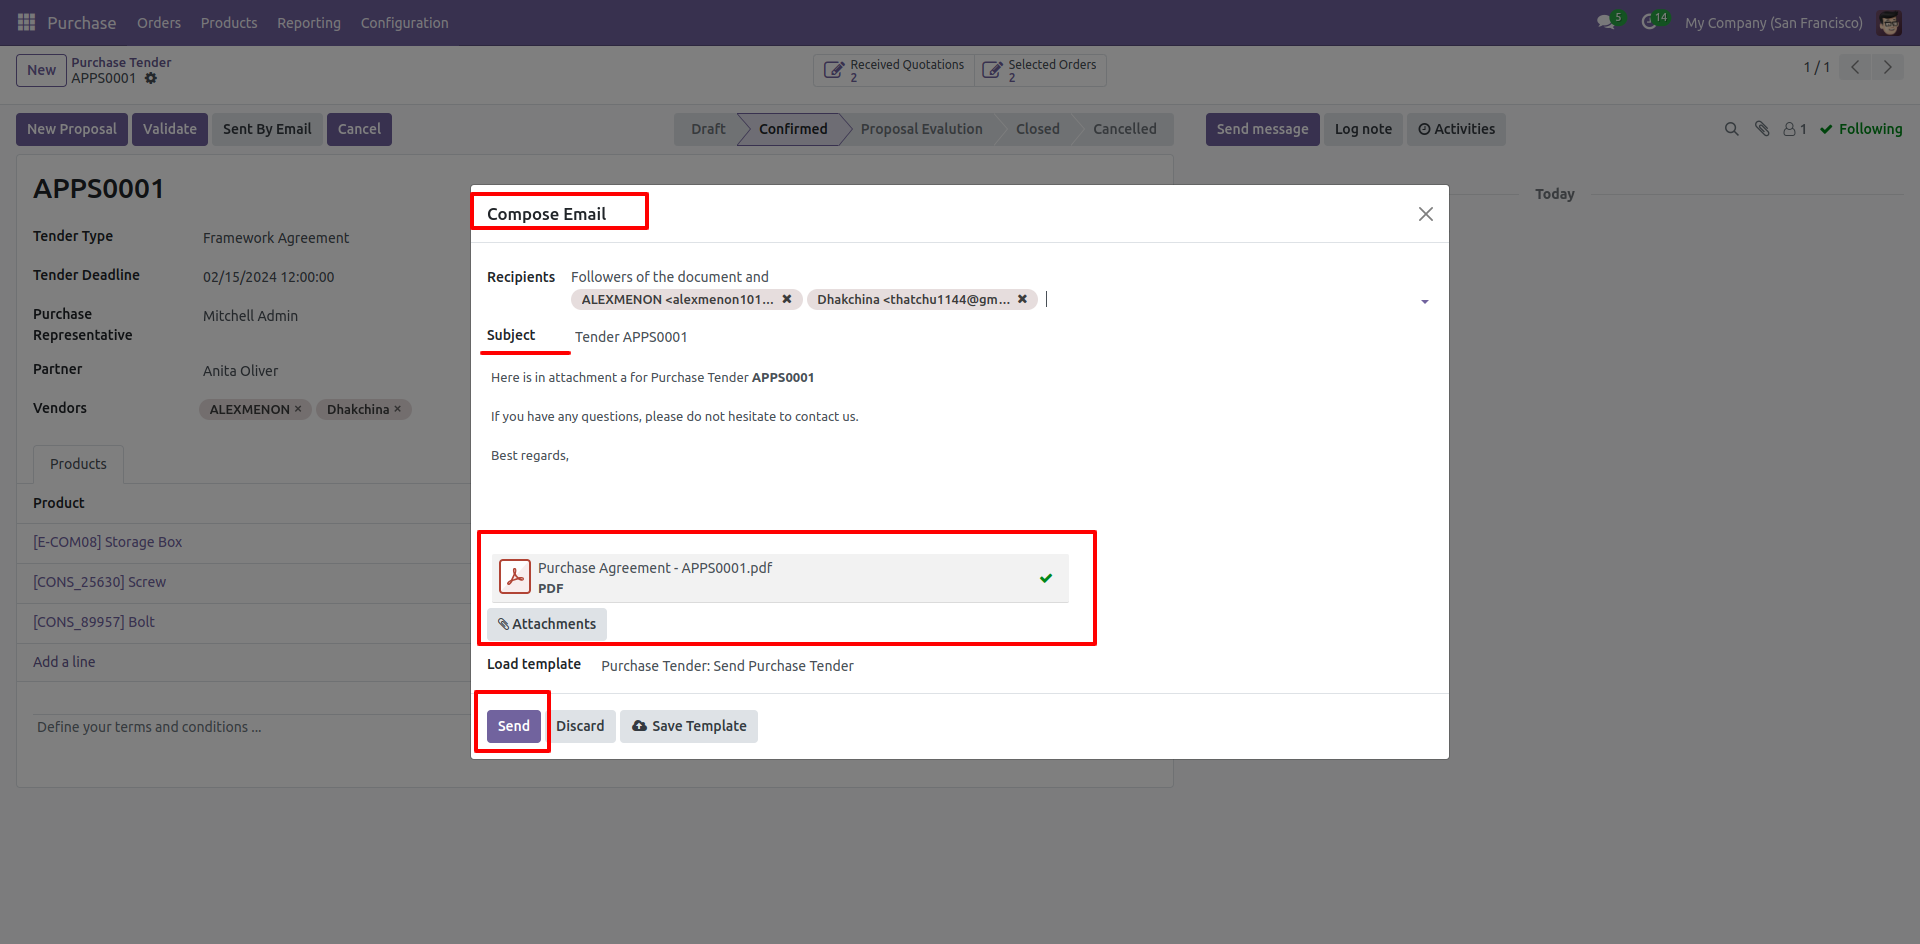 Purchase Orders Products Reporting Configuration 5 14 My Company (San Francisco)
New Purchase Tender
APPS0001
Received Quotations
2
Selected Orders
2
1 / 1
New Proposal Validate Sent By Email Cancel Draft Confirmed Proposal Evalution Closed Cancelled Send message Log note Activities 1 Following
APPS0001
Today
Tender Type Framework Agreement
Tender Deadline 02/15/2024 12:00:00
Purchase
Representative Mitchell Admin
Partner Anita Oliver
Vendors ALEXMENON × Dhakchina ×
Products
Product
[E-COM08] Storage Box
[CONS_25630] Screw
[CONS_89957] Bolt
Add a line
Define your terms and conditions ...
Compose Email
Recipients Followers of the document and
ALEXMENON <alexmenon101... ✖ Dhakchina <thatchu1144@gm... ✖
Subject Tender APPS0001
Here is in attachment a for Purchase Tender APPS0001
If you have any questions, please do not hesitate to contact us.
Best regards,
Purchase Agreement - APPS0001.pdf
PDF
Attachments
Load template Purchase Tender: Send Purchase Tender
Send Discard Save Template